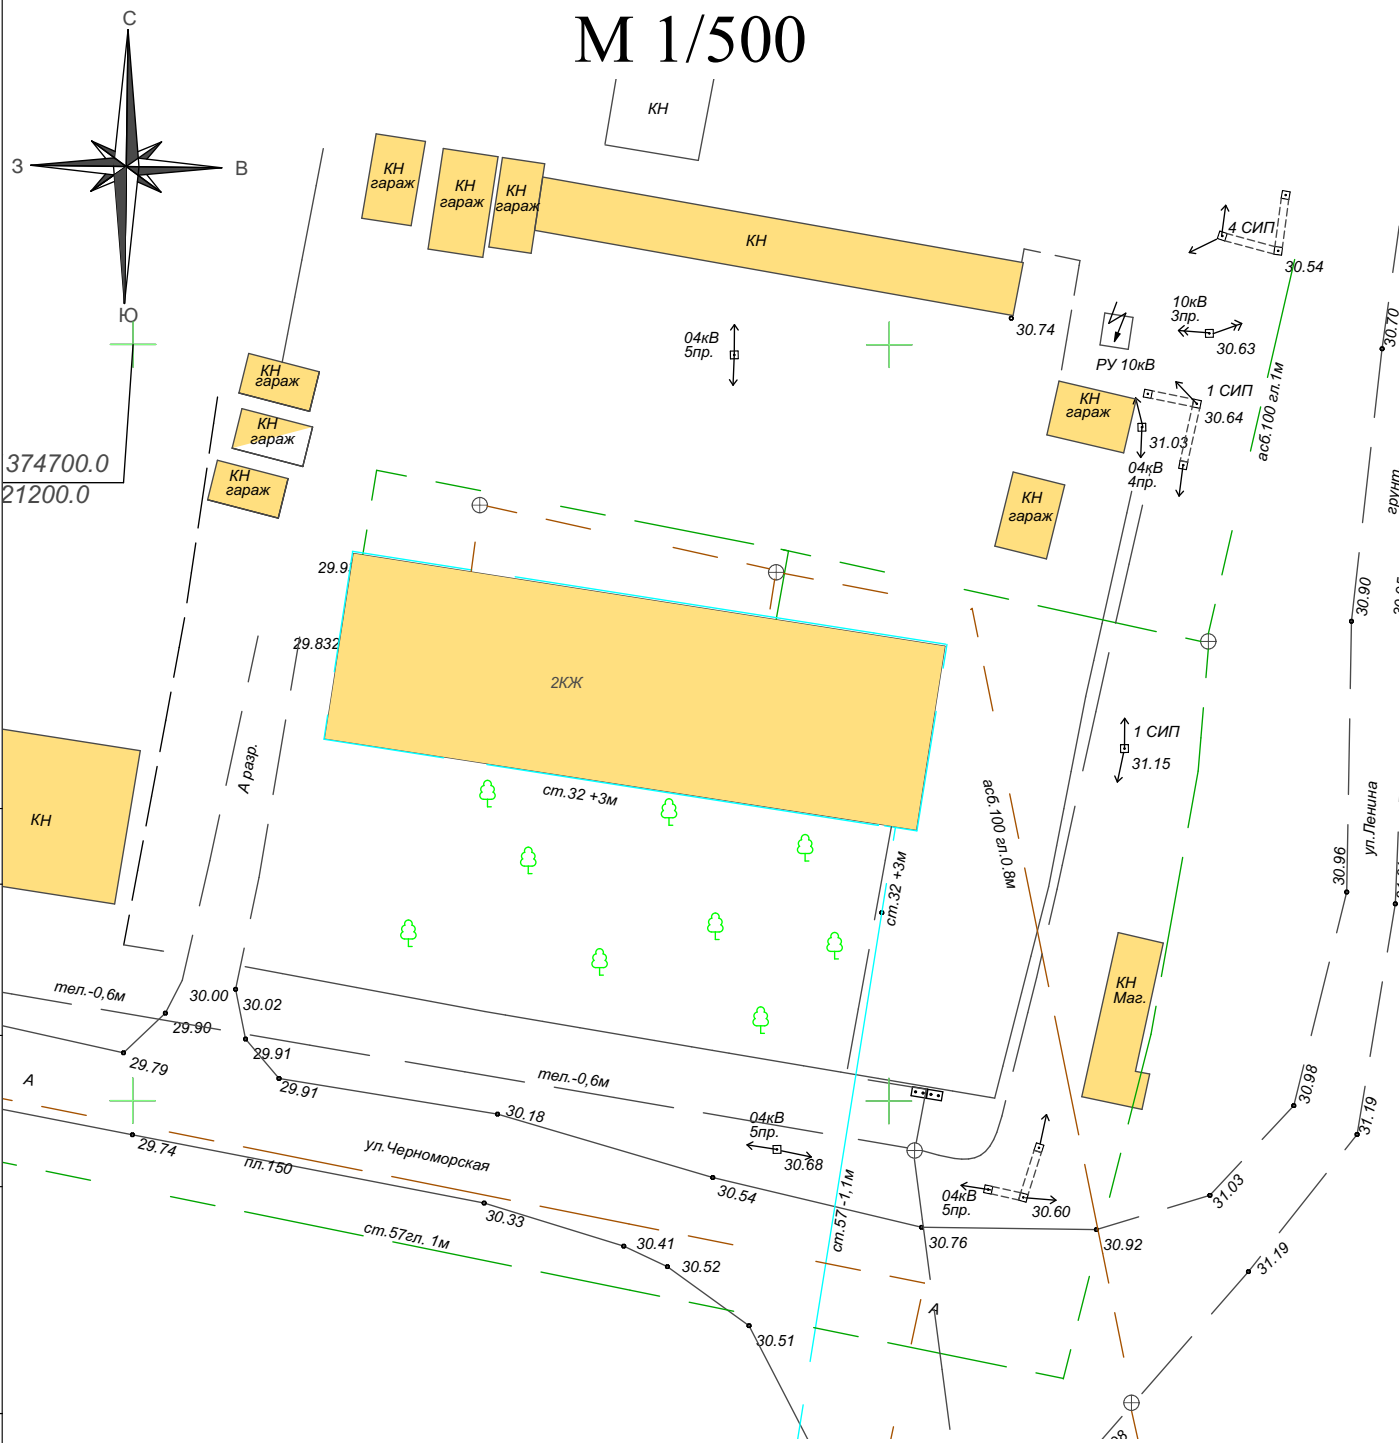 М 1/500
С
З
В
Ю
КН
КН
гараж
КН
гараж
КН
гараж
КН
4 СИП
30.54
10кВ
3пр.
30.63
30.74
РУ 10кВ
04кВ
5пр.
30.70
КН
гараж
КН
гараж
КН
гараж
374700.0
21200.0
КН
гараж
1 СИП
30.64
31.03
04кВ
4пр.
асб.100 гл.1м
грунт
КН
гараж
29.9
29.832
2КЖ
30.90
1 СИП
31.15
А разр.
КН
ст.32 +3м
ст.32 +3м
асб.100 гл.0.8м
ул.Ленина
30.96
тел.-0,6м
30.00
30.02
29.90
29.91
29.79
29.91
А
КН
Маг.
тел.-0,6м
30.18
04кВ
5пр.
30.68
30.98
31.19
29.74
пл.150
ул.Черноморская
30.54
04кВ
5пр.
30.60
31.03
30.33
ст.57гл. 1м
30.41
30.52
ст.57г-1,1м
30.76
30.92
31.19
А
30.51